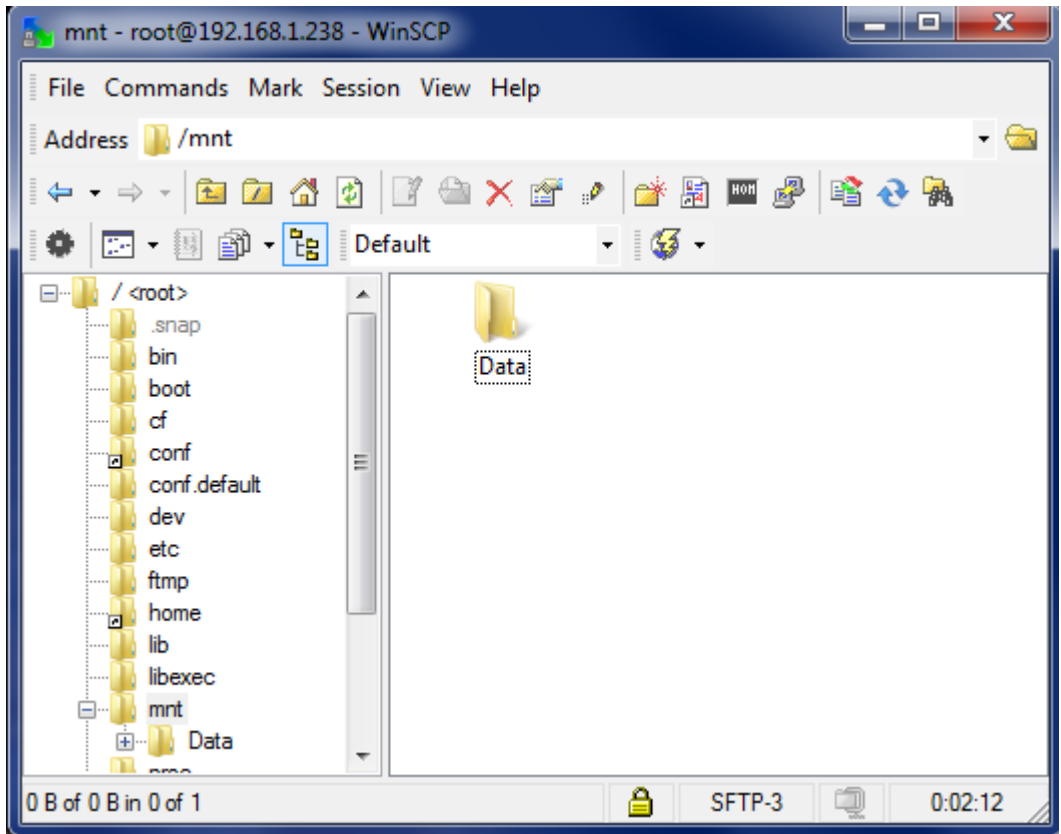 mnt - root@192.168.1.238 - WinSCP
File Commands Mark Session View Help
Address /mnt
Default
/ <root>
.snap
bin
boot
cf
conf
conf.default
dev
etc
ftmp
home
lib
libexec
mnt
Data
Data
0 B of 0 B in 0 of 1
SFTP-3
0:02:12